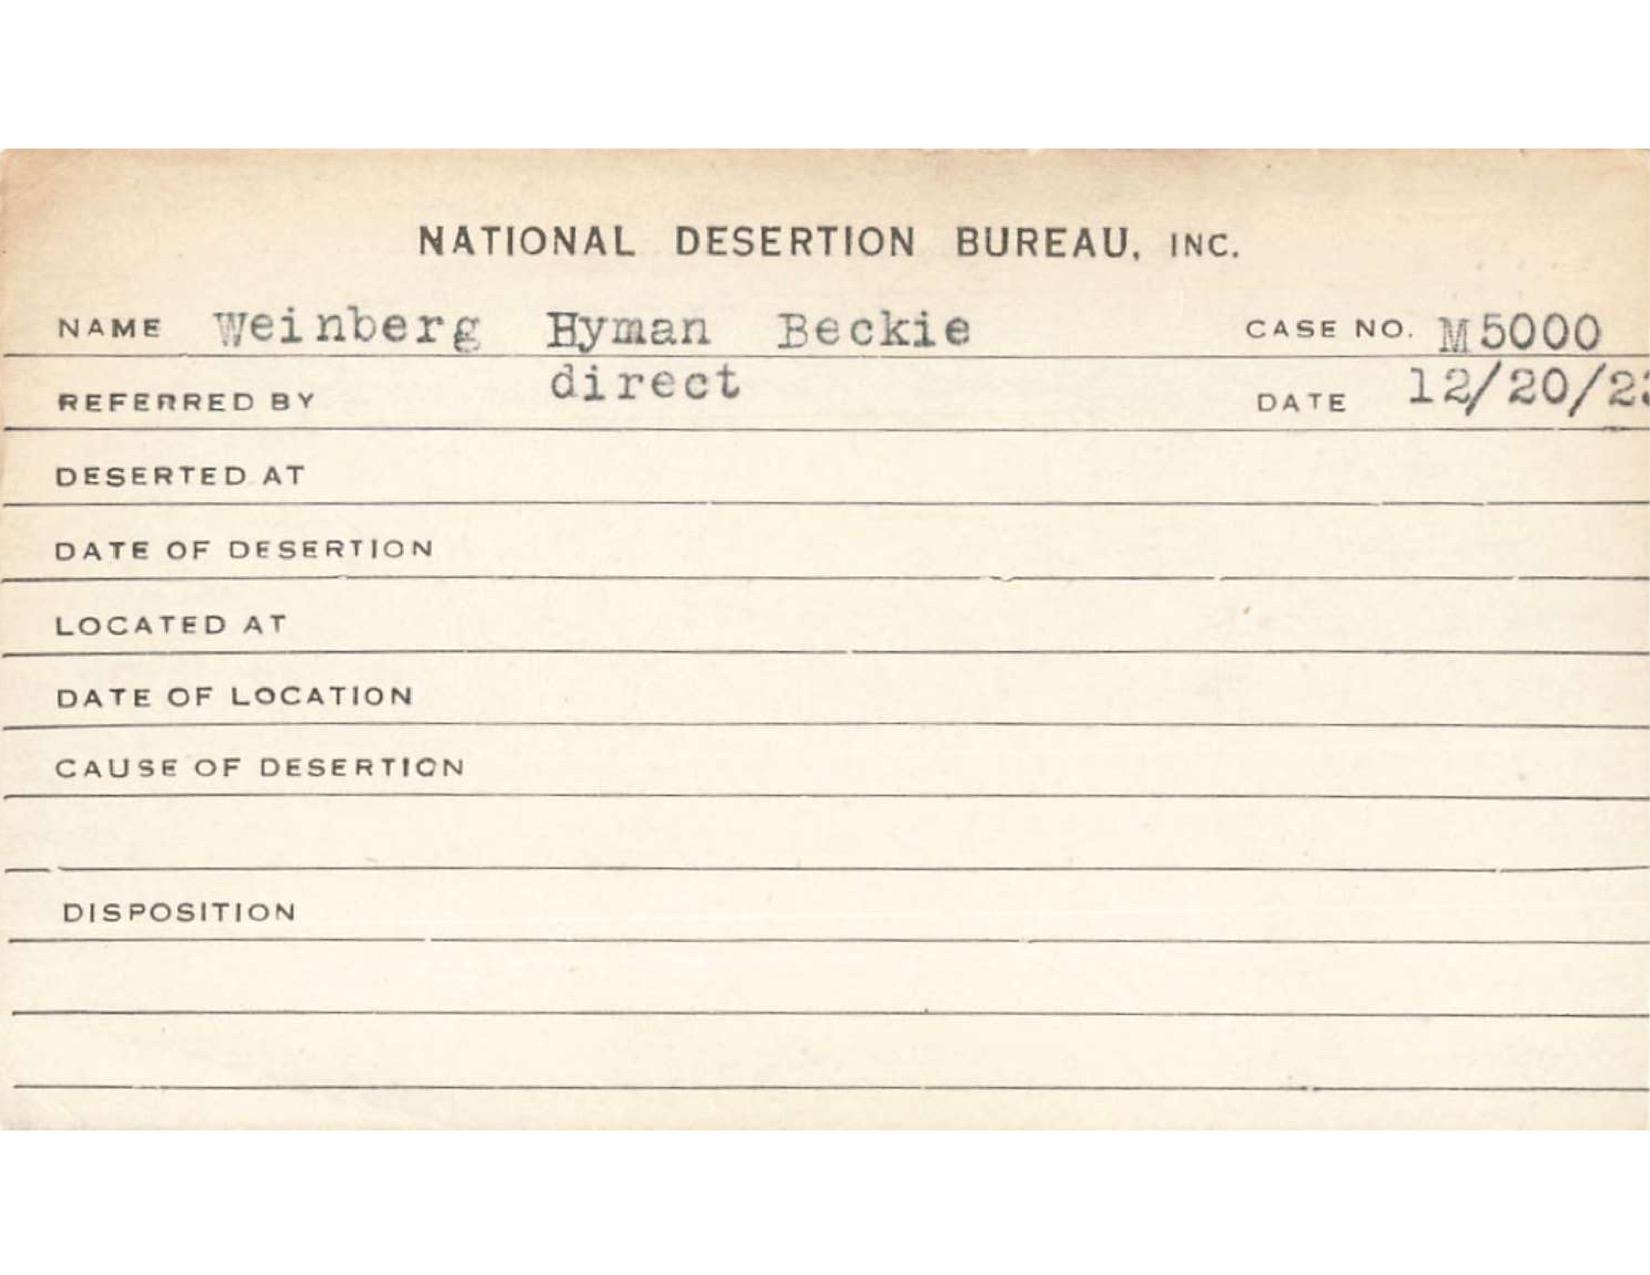 NATIONAL DESERTION BUREAU, INC.
NAME Weinberg Hyman Beckie CASE NO. M5000
REFERRED BY direct DATE 12/20/2
DESERTED AT
DATE OF DESERTION
LOCATED AT
DATE OF LOCATION
CAUSE OF DESERTION
DISPOSITION